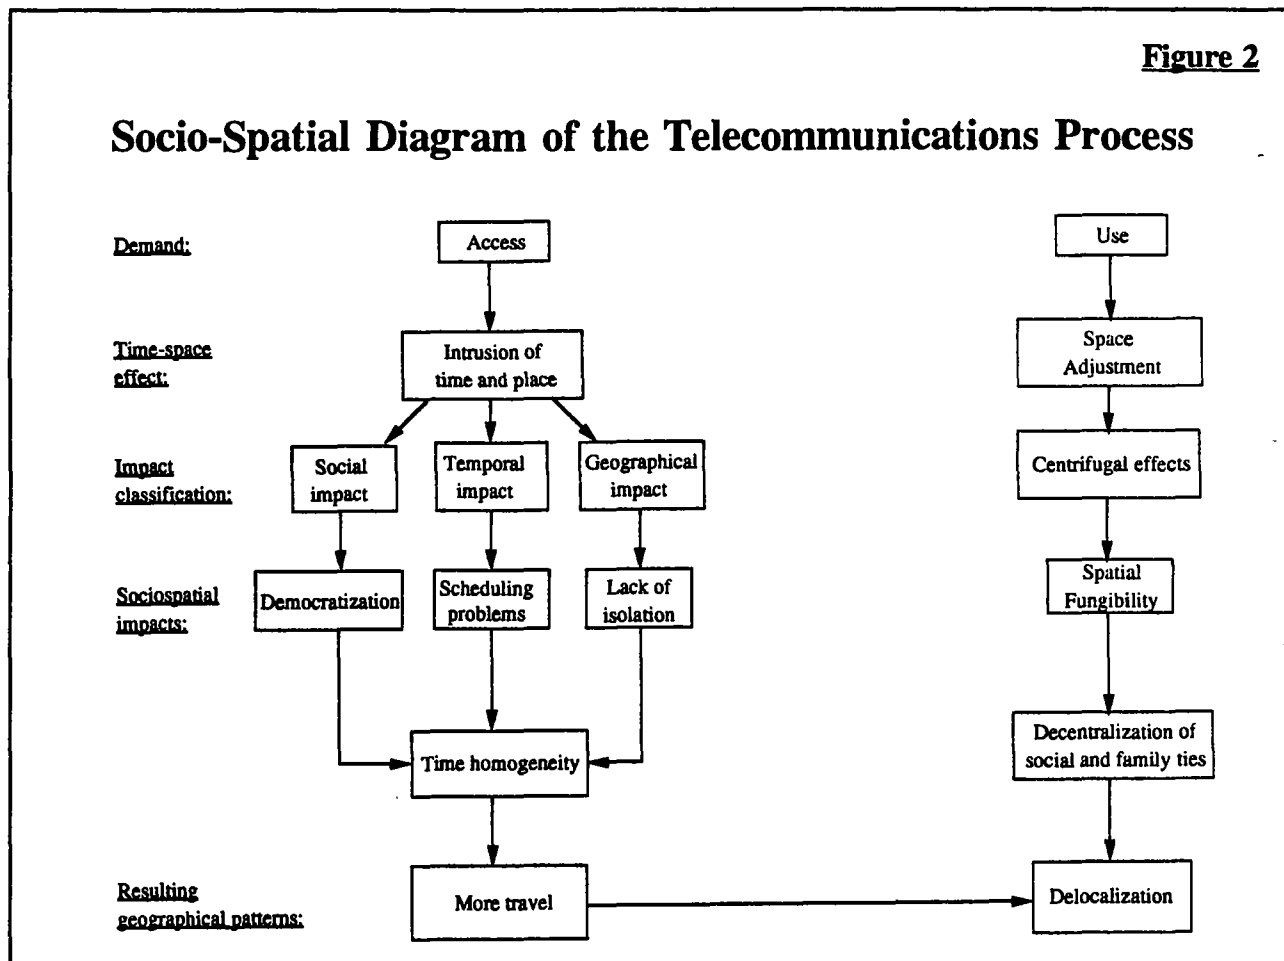 Figure 2
Socio-Spatial Diagram of the Telecommunications Process
Demand:
Access
Use
Time-space
effect:
Intrusion of
time and place
Space
Adjustment
Impact
classification:
Social
impact
Temporal
impact
Geographical
impact
Centrifugal effects
Sociospatial
impacts:
Democratization
Scheduling
problems
Lack of
isolation
Spatial
Fungibility
Time homogeneity
Decentralization of
social and family ties
Resulting
geographical patterns:
More travel
Delocalization